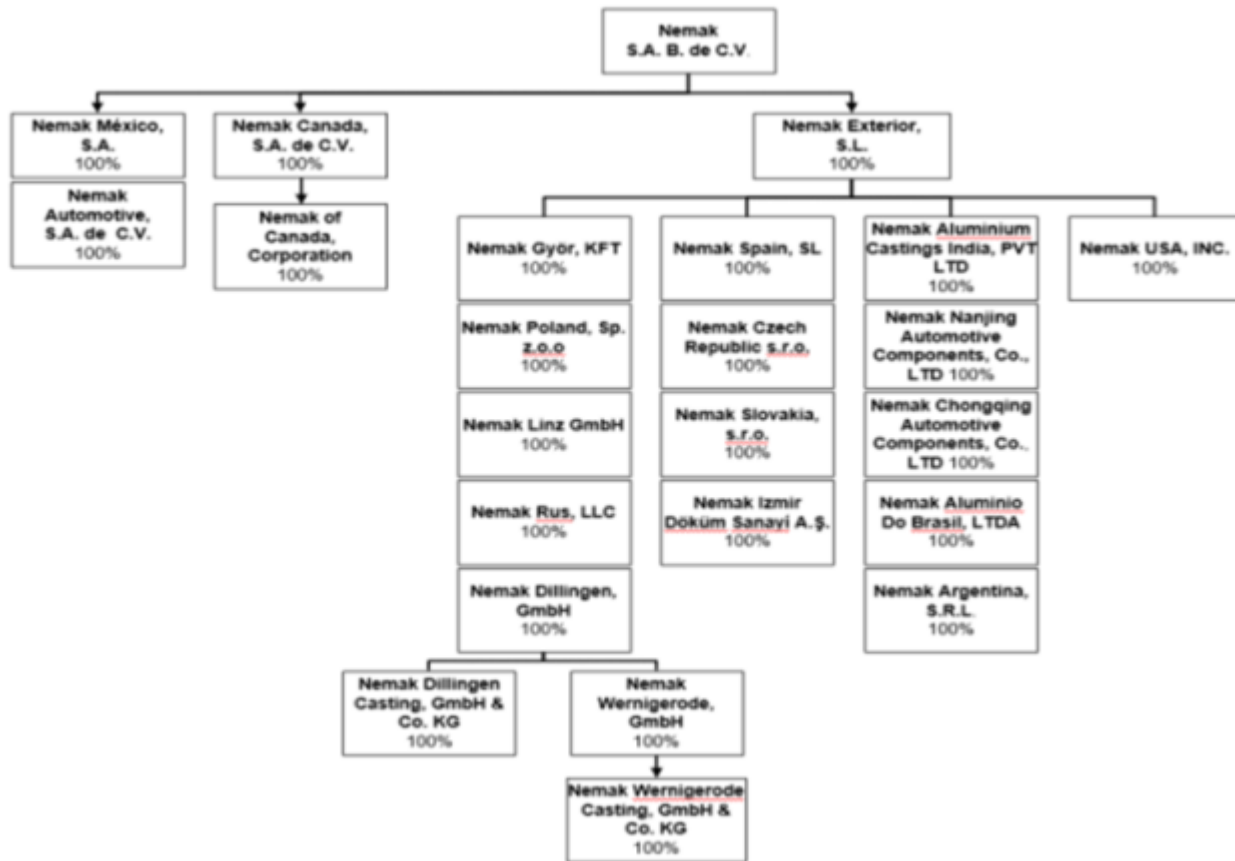 Nemak
S.A. B. de C.V.
Nemak México,
S.A.
100%
Nemak
Automotive,
S.A. de C.V.
100%
Nemak Canada,
S.A. de C.V.
100%
Nemak of
Canada,
Corporation
100%
Nemak Exterior,
S.L.
100%
Nemak Györ, KFT
100%
Nemak Poland, Sp.
z.o.o
100%
Nemak Linz GmbH
100%
Nemak Rus, LLC
100%
Nemak Dillingen,
GmbH
100%
Nemak Spain, SL
100%
Nemak Czech
Republic s.r.o.
100%
Nemak Slovakia,
s.r.o.
100%
Nemak Izmir
Döküm Sanayi A.Ş.
100%
Nemak Aluminium
Castings India, PVT
LTD
100%
Nemak Nanjing
Automotive
Components, Co.,
LTD 100%
Nemak Chongqing
Automotive
Components, Co.,
LTD 100%
Nemak Aluminio
Do Brasil, LTDA
100%
Nemak Argentina,
S.R.L.
100%
Nemak USA, INC.
100%
Nemak Dillingen
Casting, GmbH &
Co. KG
100%
Nemak
Wernigerode,
GmbH
100%
Nemak Wernigerode
Casting, GmbH &
Co. KG
100%